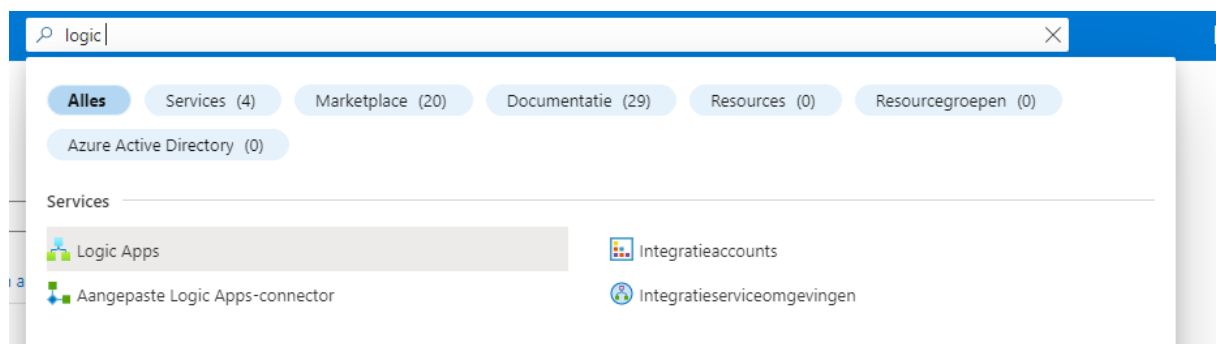 logic
Alles Services (4) Marketplace (20) Documentatie (29) Resources (0) Resourcegroepen (0)
Azure Active Directory (0)
Services
Logic Apps Integratieaccounts
Aangepaste Logic Apps-connector Integratieserviceomgevingen